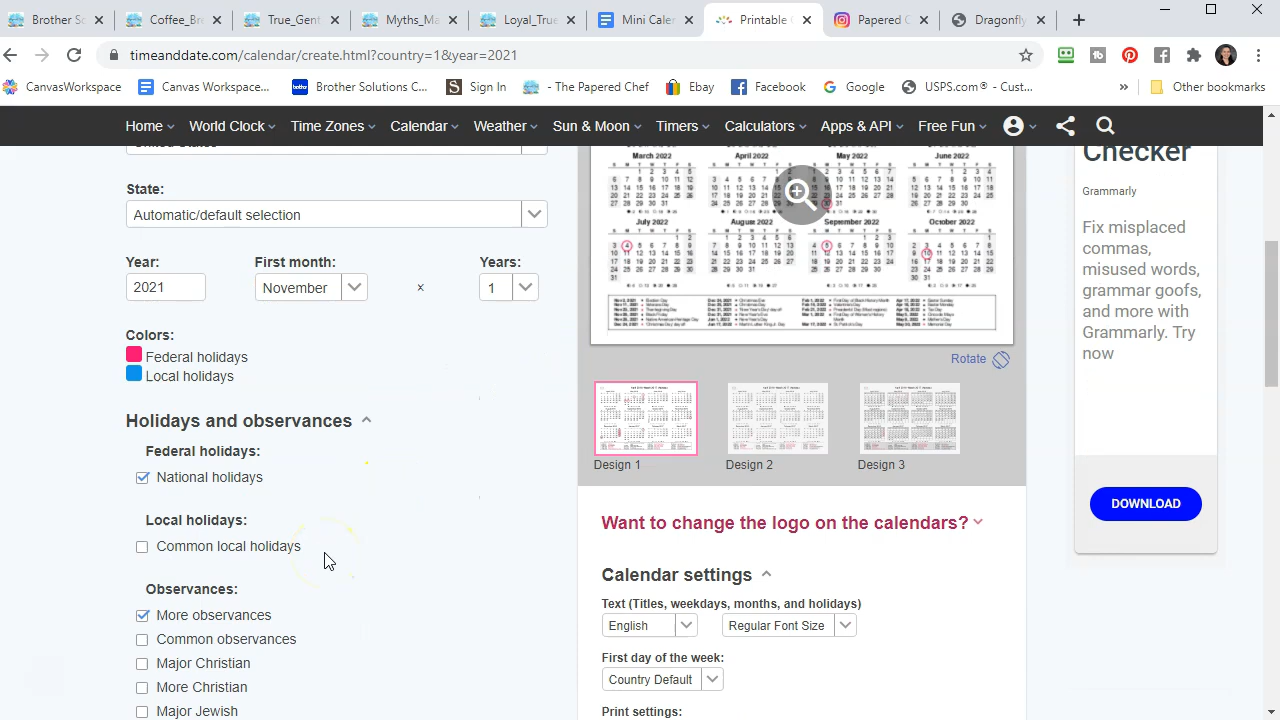 Brother S
Coffee_Br
True_Gent
Myths_Ma
Loyal_True
Mini Caler
Printable
Papered C
Dragonfly
timeanddate.com/calendar/create.html?country=1&year=2021
CanvasWorkspace
Canvas Workspace...
Brother Solutions C...
Sign In
- The Papered Chef
Ebay
Facebook
Google
USPS.com® - Cust...
Other bookmarks
Home
World Clock
Time Zones
Calendar
Weather
Sun & Moon
Timers
Calculators
Apps & API
Free Fun
State:
Automatic/default selection
Year:
First month:
Years:
2021
November
x
1
Colors:
Federal holidays
Local holidays
Holidays and observances
Federal holidays:
National holidays
Local holidays:
Common local holidays
Observances:
More observances
Common observances
Major Christian
More Christian
Major Jewish
March 2022
April 2022
May 2022
June 2022
July 2022
August 2022
September 2022
October 2022
Rotate
Design 1
Design 2
Design 3
Want to change the logo on the calendars?
Calendar settings
Text (Titles, weekdays, months, and holidays)
English
Regular Font Size
First day of the week:
Country Default
Print settings:
Checker
Grammarly
Fix misplaced
commas,
misused words,
grammar goofs,
and more with
Grammarly. Try
now
DOWNLOAD